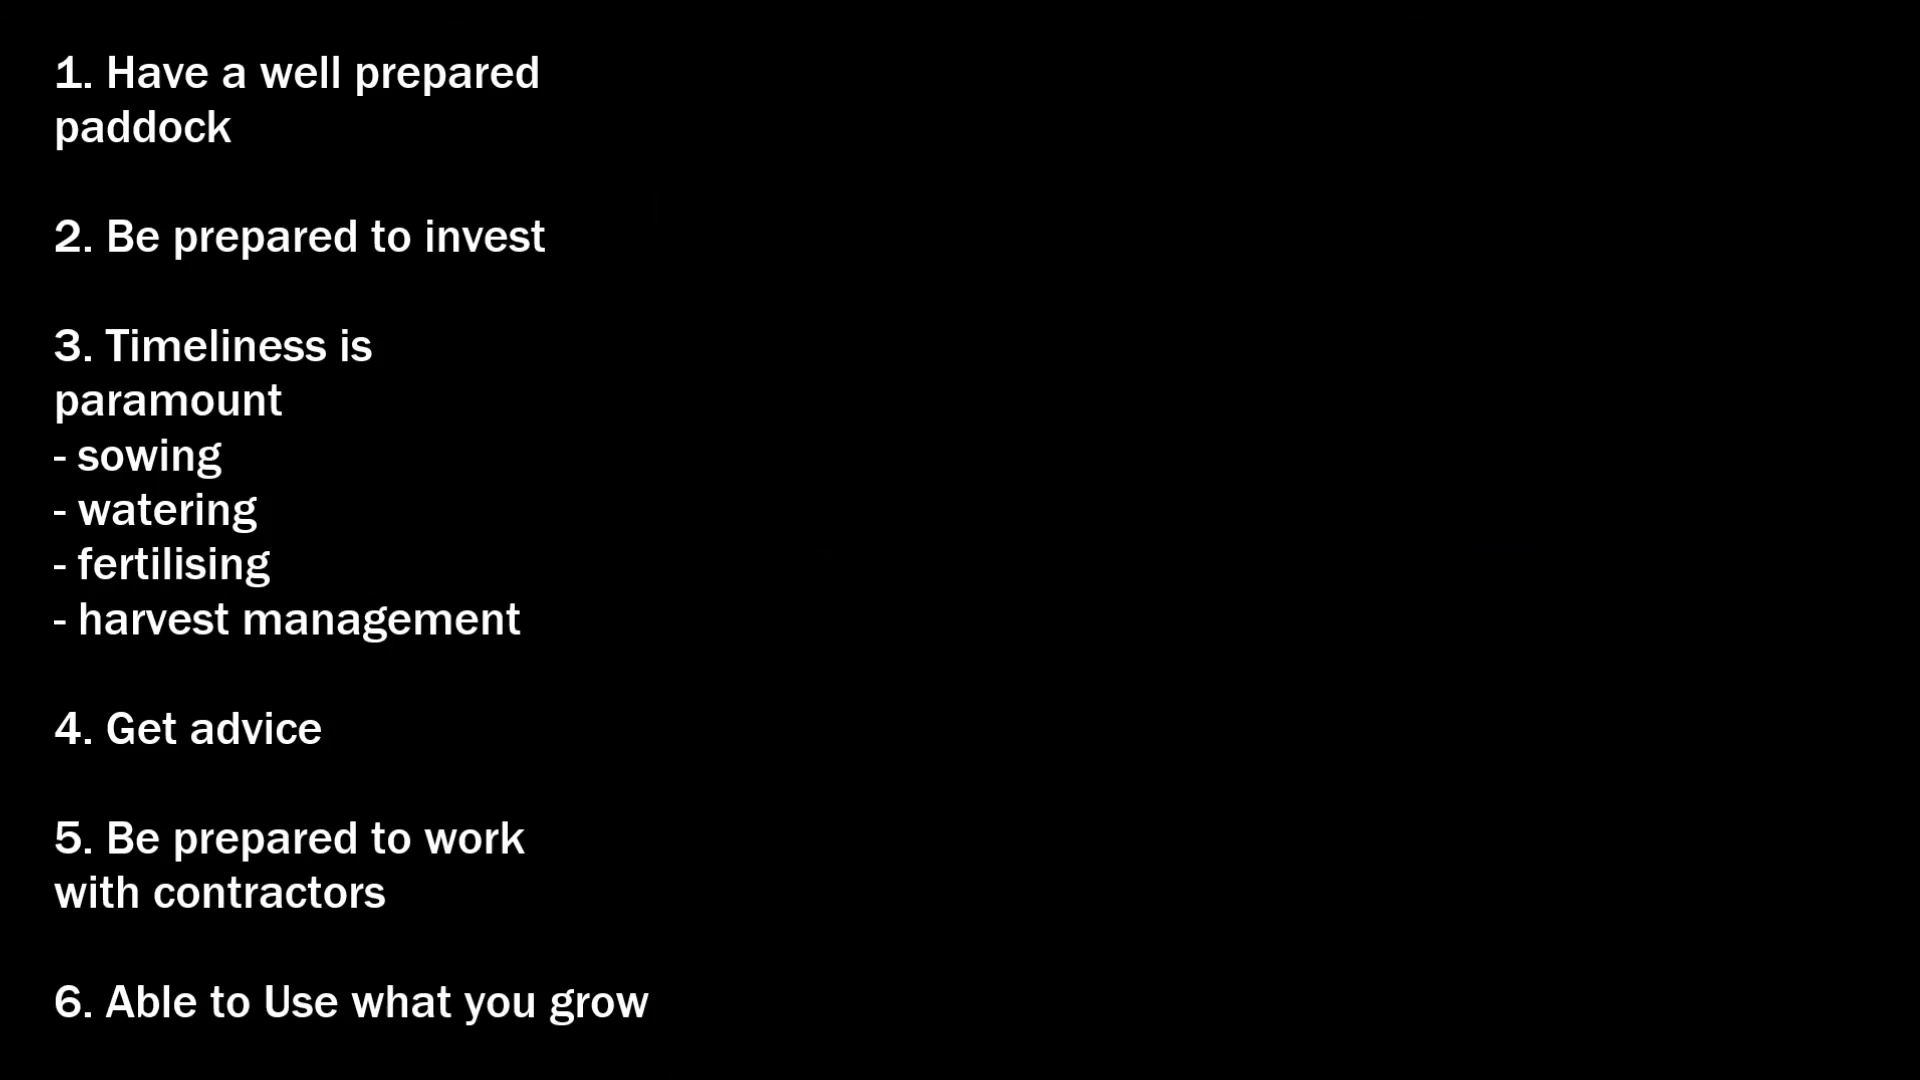 1. Have a well prepared
paddock
2. Be prepared to invest
3. Timeliness is
paramount
- sowing
- watering
- fertilising
- harvest management
4. Get advice
5. Be prepared to work
with contractors
6. Able to Use what you grow